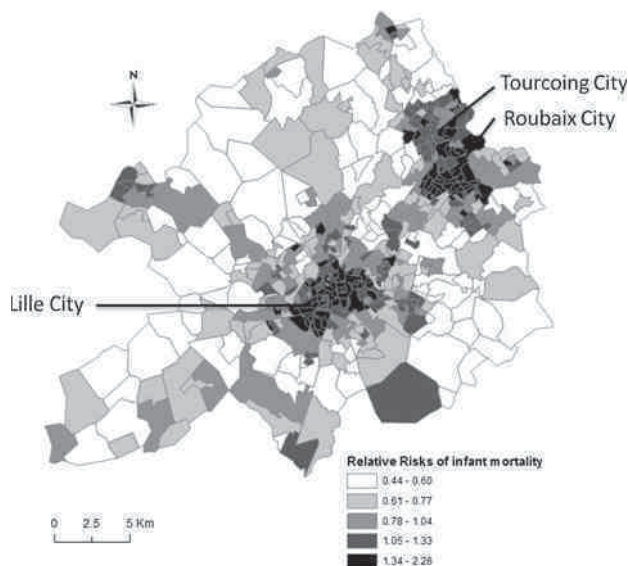 N
Tourcoing City
Roubaix City
Lille City
Relative Risks of infant mortality
0.44 - 0.60
0.61 - 0.77
0.78 - 1.04
1.05 - 1.33
1.34 - 2.26
0 2.5 5 Km